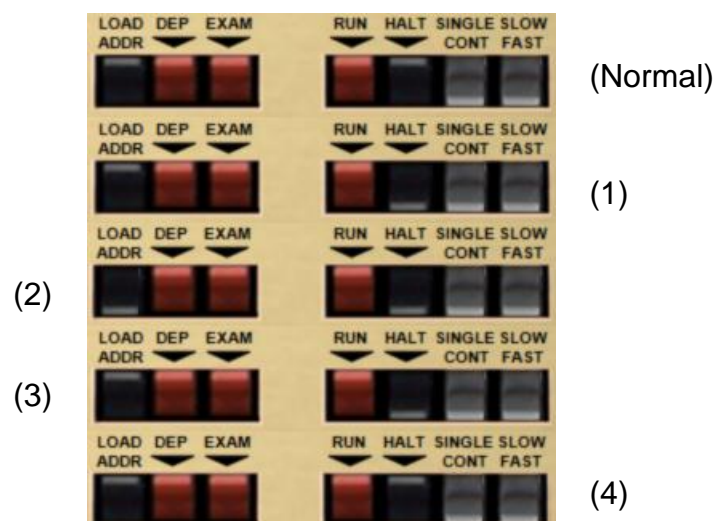 LOAD DEP EXAM RUN HALT SINGLE SLOW
ADDR CONT FAST
(Normal)
LOAD DEP EXAM RUN HALT SINGLE SLOW
ADDR CONT FAST
(1)
LOAD DEP EXAM RUN HALT SINGLE SLOW
ADDR CONT FAST
(2)
LOAD DEP EXAM RUN HALT SINGLE SLOW
ADDR CONT FAST
(3)
LOAD DEP EXAM RUN HALT SINGLE SLOW
ADDR CONT FAST
(4)